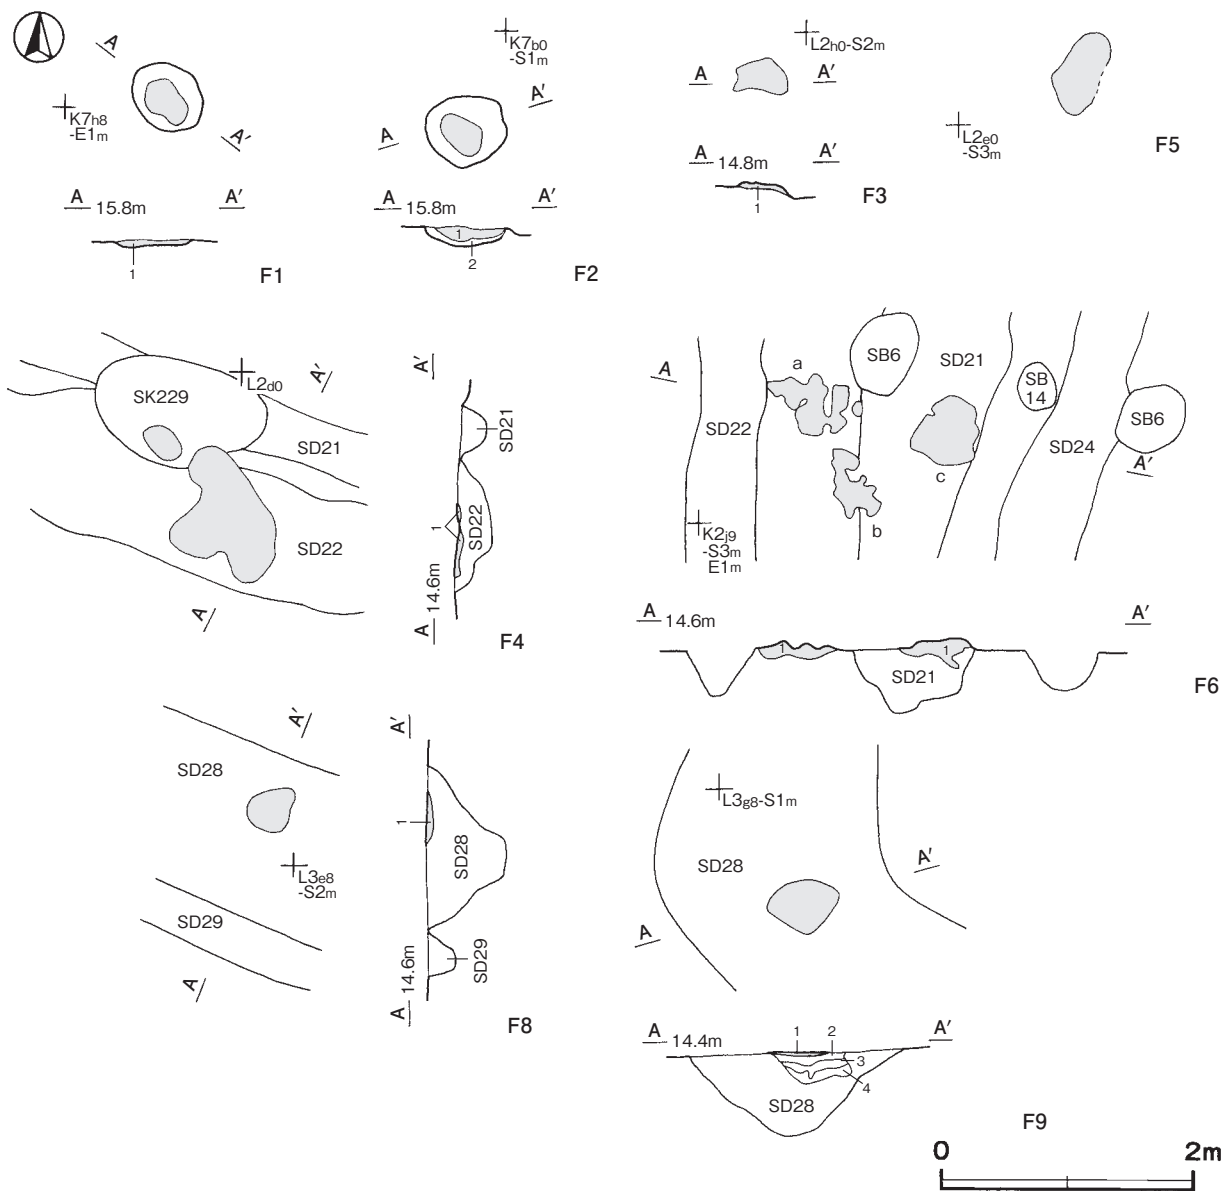 A
K7h8
-E1m
A′
A 15.8m A′
1
F1
K7b0
-S1m
A′
A
A 15.8m A′
1
2
F2
L2h0-S2m
A A′
A 14.8m A′
1
F3
L2e0
-S3m
F5
L2d0
A′
SK229
SD21
SD22
A
A′
SD21
1
SD22
14.6m
A
F4
A
a
SB6
SD21
SB
14
SB6
SD22
SD24
c
A′
b
K2j9
-S3m
E1m
A 14.6m A′
1
1
SD21
F6
A′
SD28
L3e8
-S2m
SD29
A
A′
1
SD28
SD29
14.6m
A
F8
L3g8-S1m
SD28
A′
A
A 14.4m A′
1 2
3
4
SD28
F9
0 2m